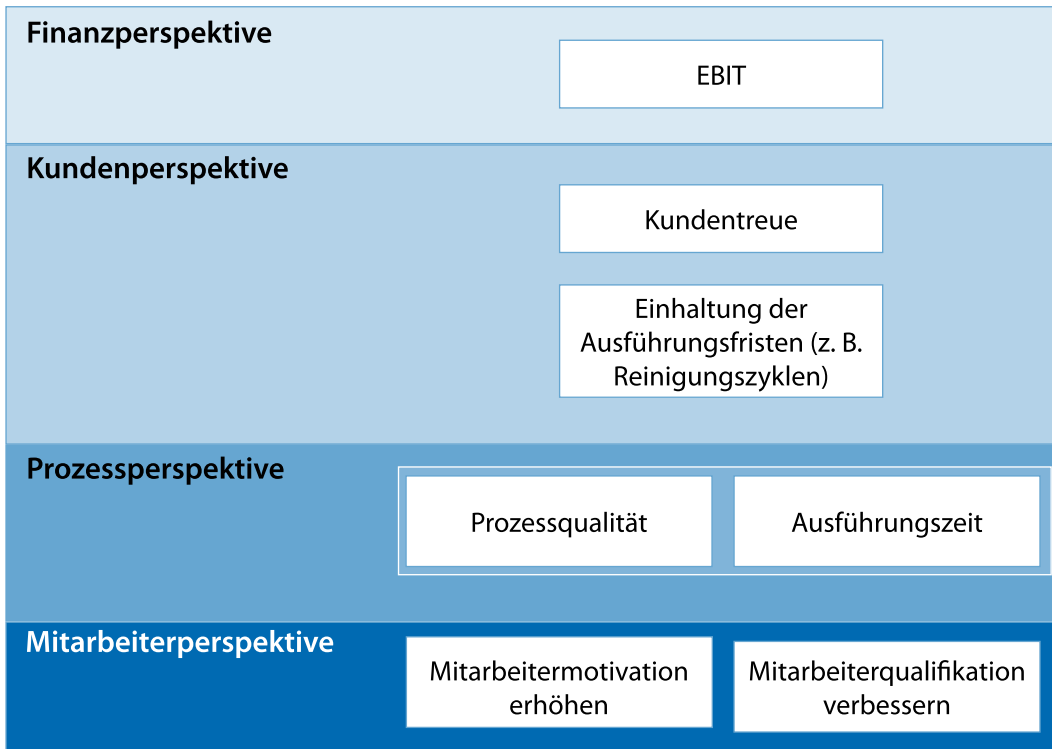 Finanzperspektive
EBIT
Kundenperspektive
Kundentreue
Einhaltung der
Ausführungsfristen (z. B.
Reinigungszyklen)
Prozessperspektive
Prozessqualität
Ausführungszeit
Mitarbeiterperspektive
Mitarbeitermotivation
erhöhen
Mitarbeiterqualifikation
verbessern